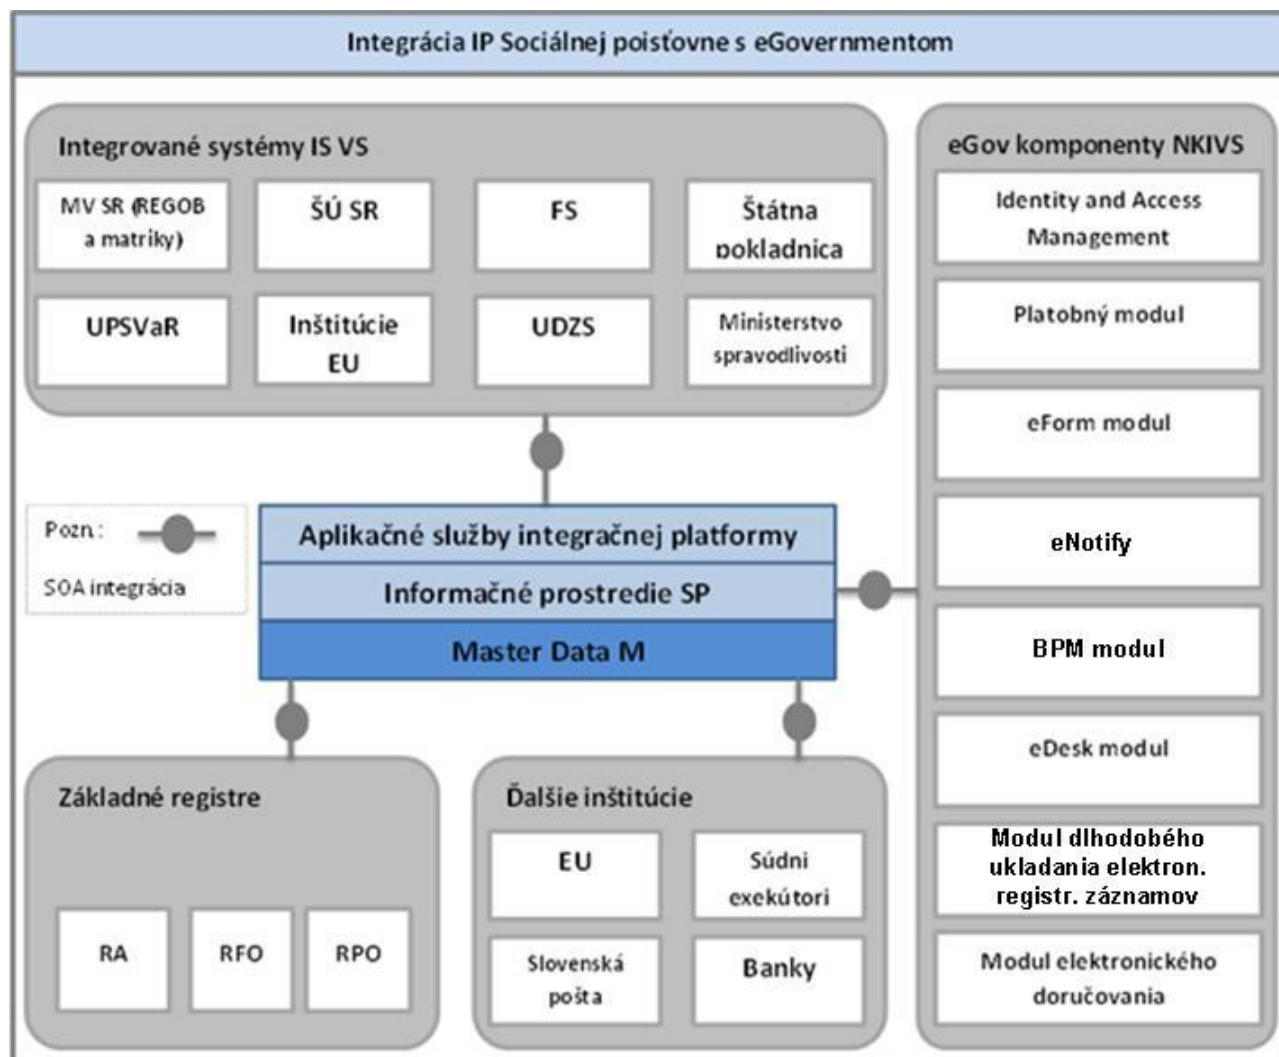 Integrácia IP Sociálnej poisťovne s eGovernmentom
Integrované systémy IS VS
MV SR (REGOB
a matriky)
ŠÚ SR
FS
Štátna
pokladnica
UPSVaR
Inštitúcie
EU
UDZS
Ministerstvo
spravodlivosti
eGov komponenty NKIVS
Identity and Access
Management
Platobný modul
eForm modul
eNotify
BPM modul
eDesk modul
Modul dlhodobého
ukladania elektron.
registr. záznamov
Modul elektronického
doručovania
Pozn.:
SOA integrácia
Aplikačné služby integračnej platformy
Informačné prostredie SP
Master Data M
Základné registre
RA
RFO
RPO
Ďalšie inštitúcie
EU
Súdni
exekútori
Slovenská
pošta
Banky